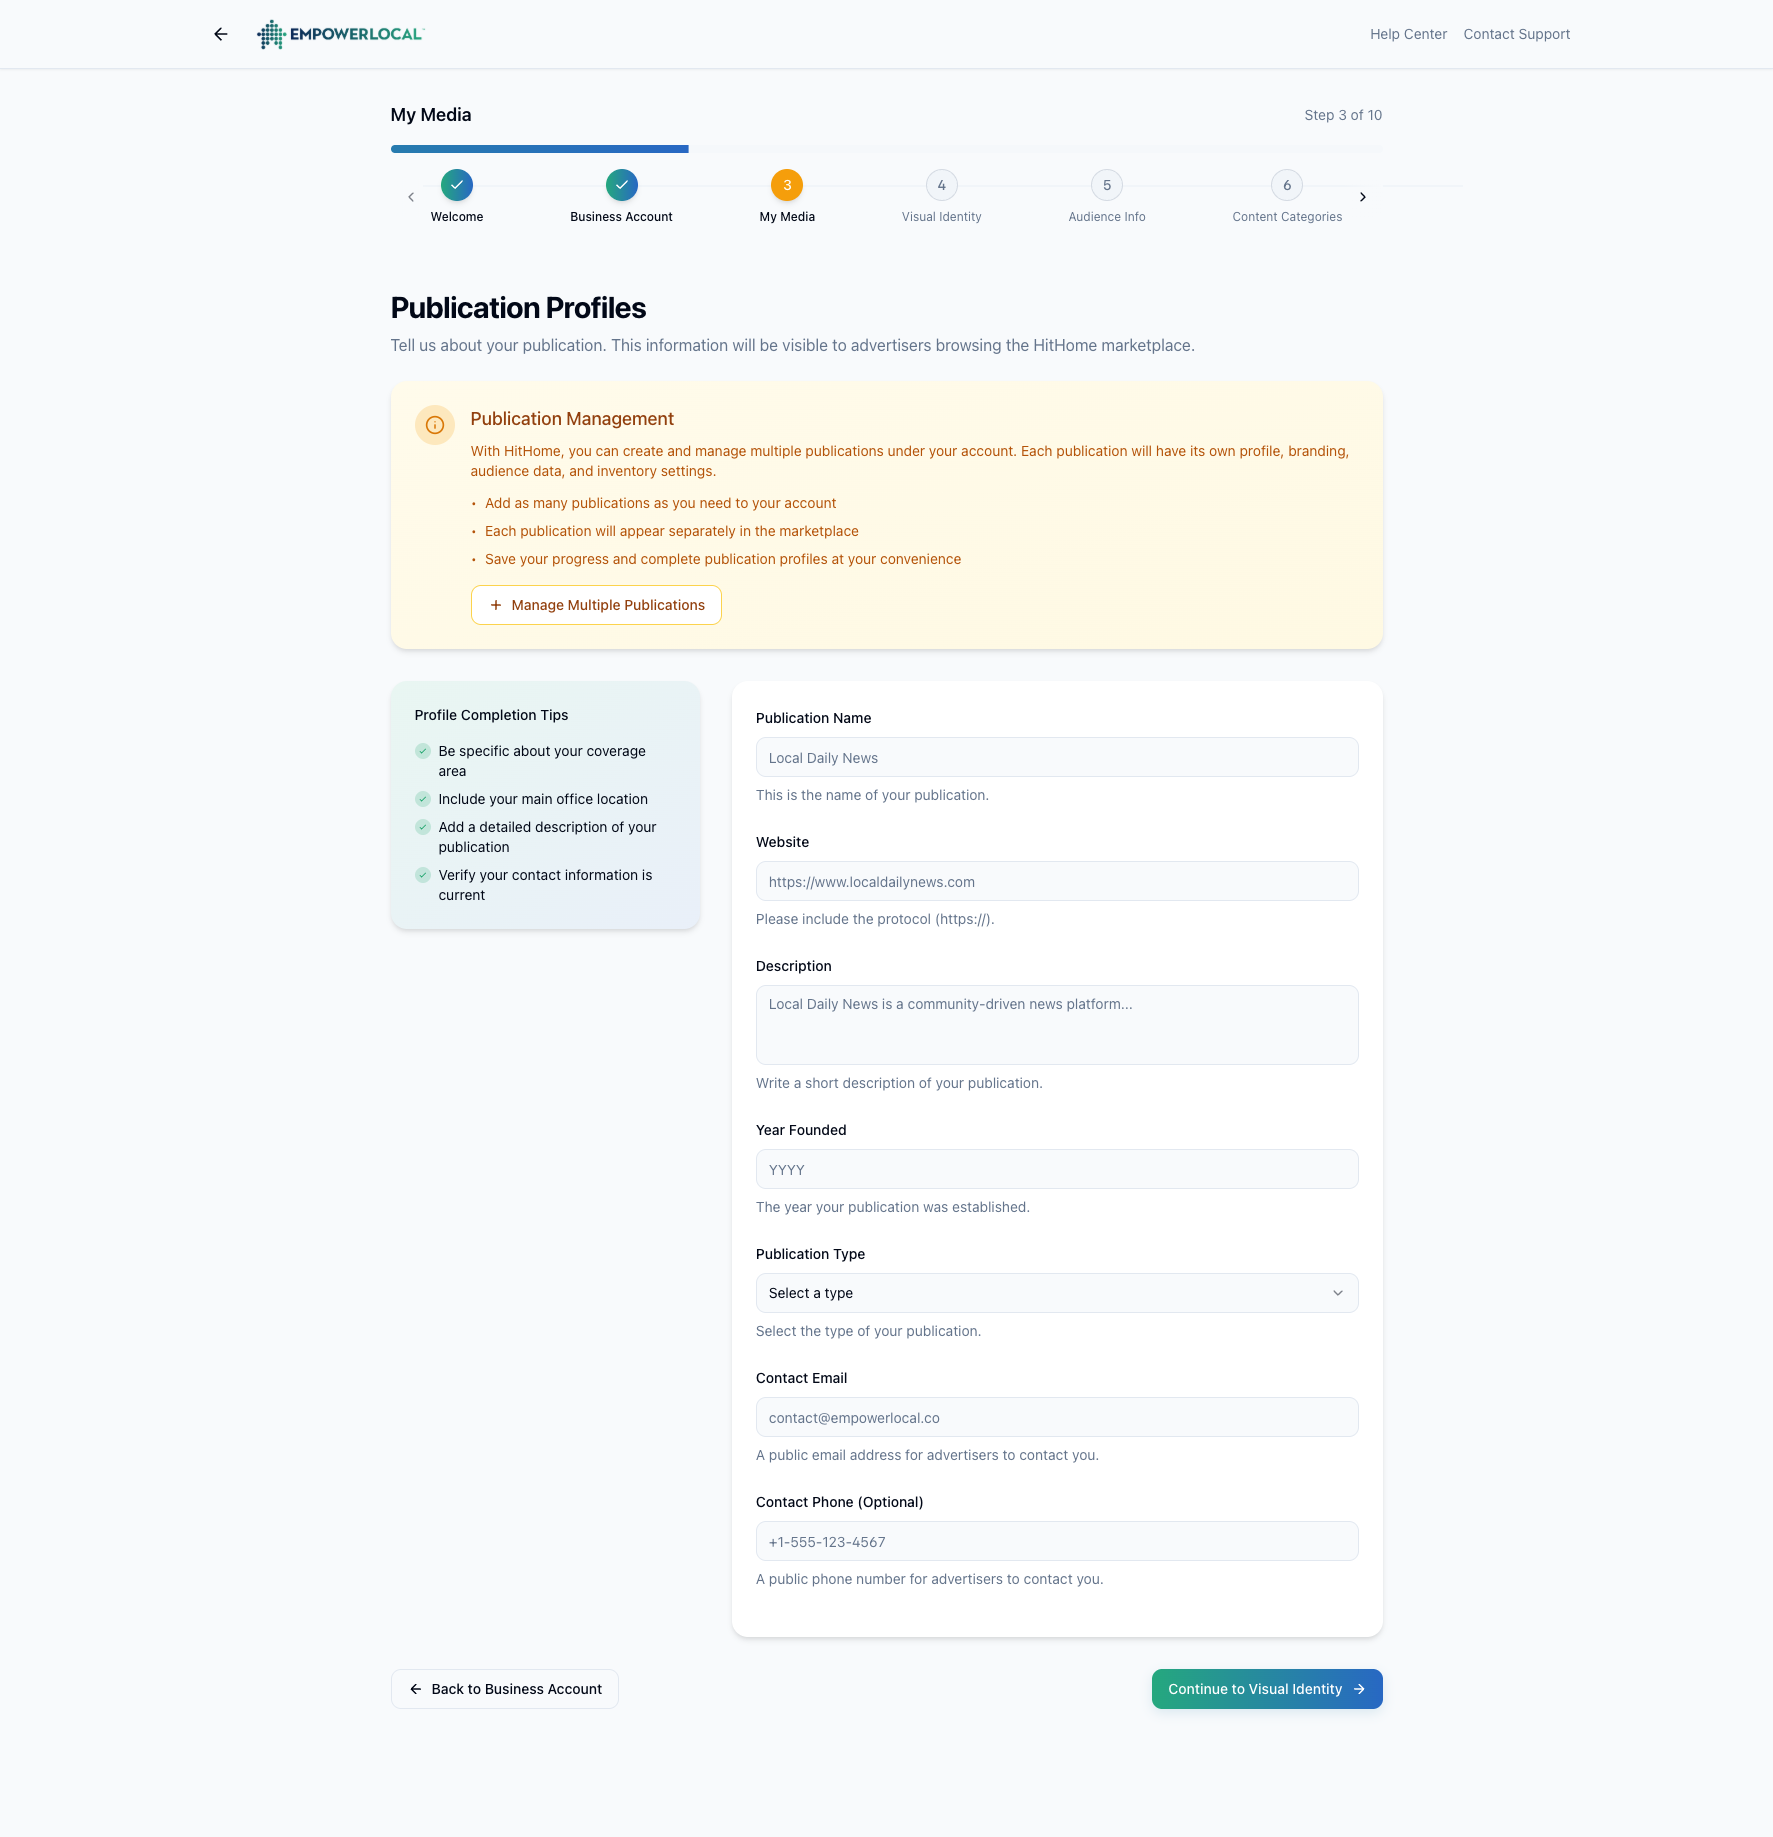 EMPOWERLOCAL
Help Center
Contact Support
My Media
Step 3 of 10
3
4
5
6
Welcome
Business Account
My Media
Visual Identity
Audience Info
Content Categories
Publication Profiles
Tell us about your publication. This information will be visible to advertisers browsing the HitHome marketplace.
Publication Management
With HitHome, you can create and manage multiple publications under your account. Each publication will have its own profile, branding,
audience data, and inventory settings.
• Add as many publications as you need to your account
• Each publication will appear separately in the marketplace
• Save your progress and complete publication profiles at your convenience
Manage Multiple Publications
Profile Completion Tips
Be specific about your coverage
area
Include your main office location
Add a detailed description of your
publication
Verify your contact information is
current
Publication Name
Local Daily News
This is the name of your publication.
Website
https://www.localdailynews.com
Please include the protocol (https://).
Description
Local Daily News is a community-driven news platform...
Write a short description of your publication.
Year Founded
YYYY
The year your publication was established.
Publication Type
Select a type
Select the type of your publication.
Contact Email
contact@empowerlocal.co
A public email address for advertisers to contact you.
Contact Phone (Optional)
+1-555-123-4567
A public phone number for advertisers to contact you.
Back to Business Account
Continue to Visual Identity